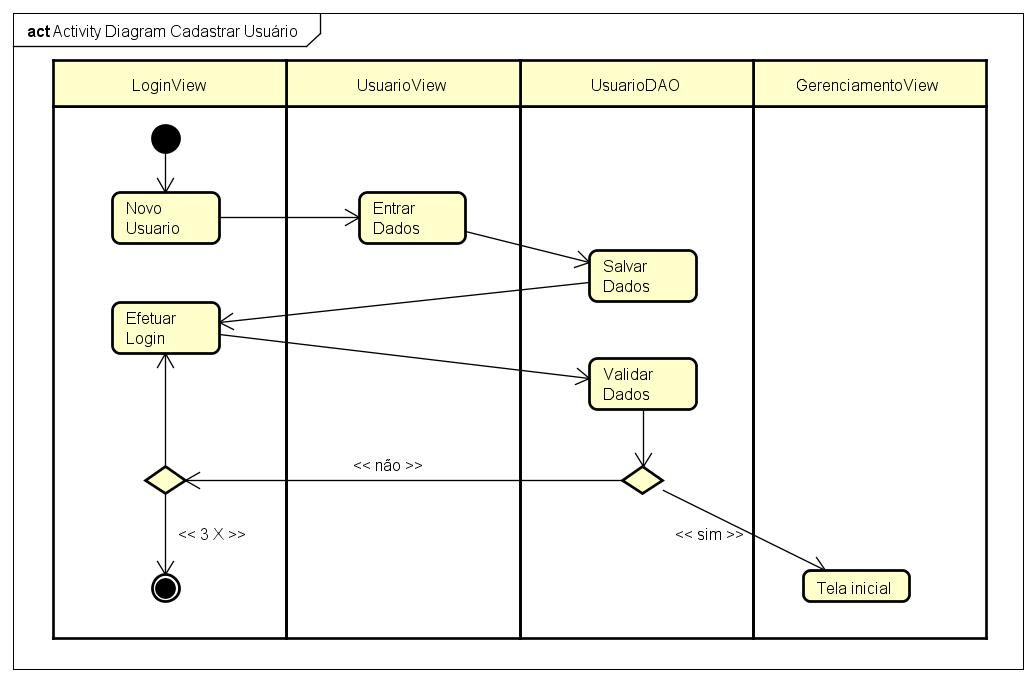 act Activity Diagram Cadastrar Usuário
LoginView
UsuarioView
UsuarioDAO
GerenciamentoView
Novo
Usuario
Entrar
Dados
Salvar
Dados
Efetuar
Login
Validar
Dados
<< não >>
<< 3 X >>
<< sim >>
Tela inicial